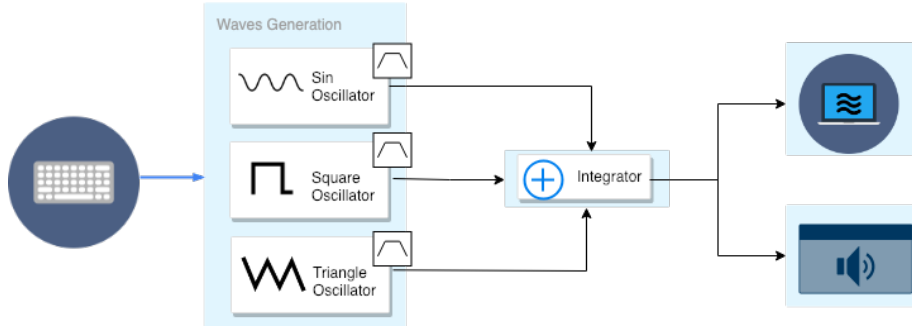 Waves Generation
Sin
Oscillator
Square
Oscillator
Integrator
Triangle
Oscillator